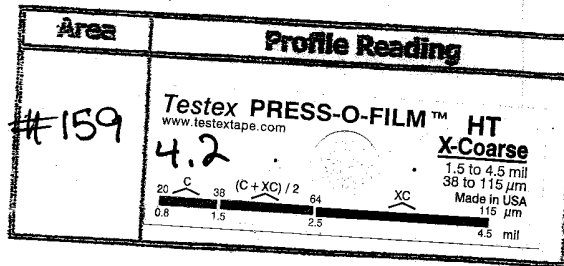 Area
Profile Reading
#159
Testex PRESS-O-FILM™ HT
www.testextape.com
X-Coarse
4.2
1.5 to 4.5 mil
38 to 115 µm
Made in USA
20 C 38 (C + XC) / 2 64 XC 115 µm
0.8 1.5 2.5 4.5 mil